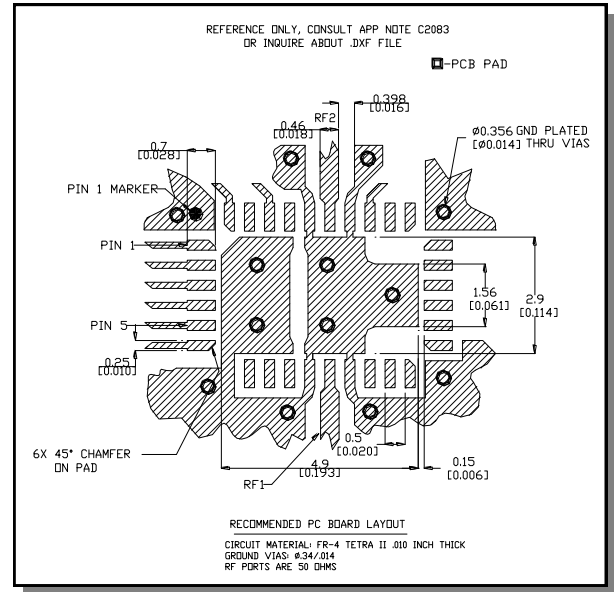 REFERENCE ONLY, CONSULT APP NOTE C2083
OR INQUIRE ABOUT .DXF FILE
-PCB PAD
0.398
[0.016]
RF2
0.46
[0.018]
0.7
[0.028]
Ø0.356 GND PLATED
[Ø0.014] THRU VIAS
PIN 1 MARKER
PIN 1
1.56
[0.061]
2.9
[0.114]
PIN 5
0.25
[0.010]
0.5
[0.020]
6X 45° CHAMFER
ON PAD
4.9
[0.193]
0.15
[0.006]
RF1
RECOMMENDED PC BOARD LAYOUT
CIRCUIT MATERIAL: FR-4 TETRA II .010 INCH THICK
GROUND VIAS: Ø.34/.014
RF PORTS ARE 50 OHMS